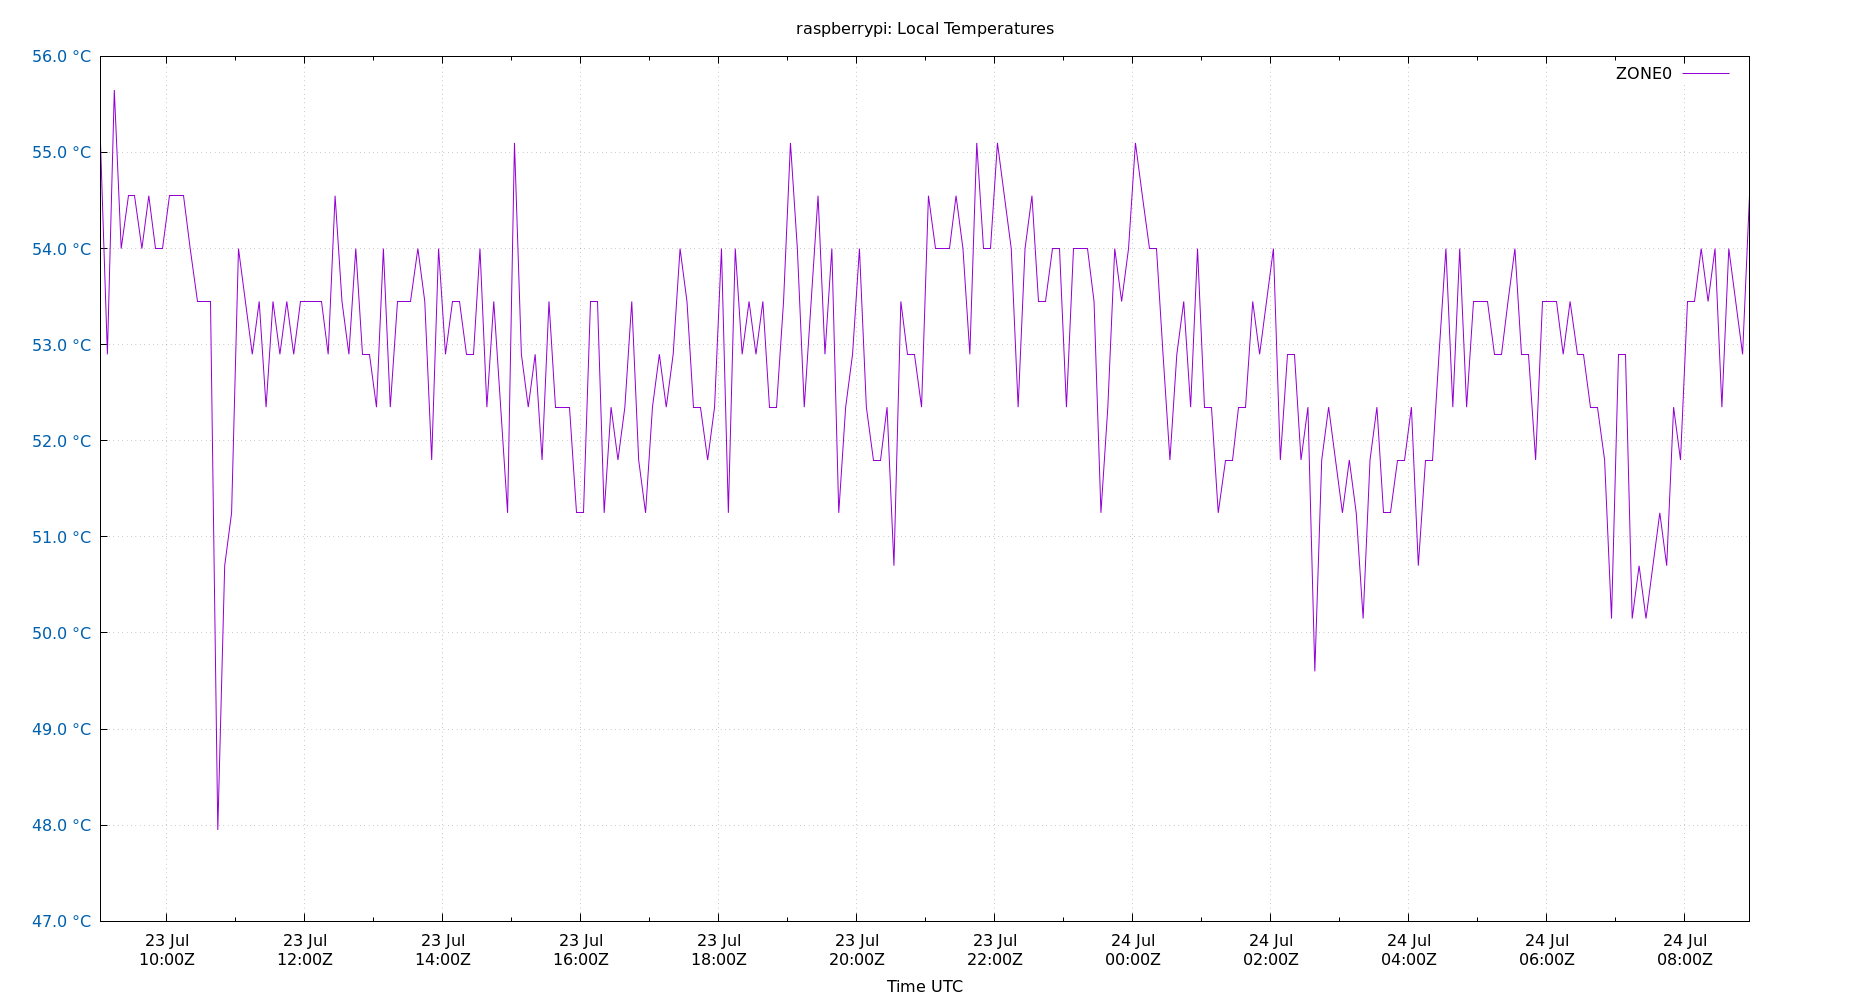 raspberrypi: Local Temperatures
56.0 °C
ZONE0
55.0 °C
54.0 °C
53.0 °C
52.0 °C
51.0 °C
50.0 °C
49.0 °C
48.0 °C
47.0 °C
23 Jul 23 Jul 23 Jul 23 Jul 23 Jul 23 Jul 23 Jul 24 Jul 24 Jul 24 Jul 24 Jul 24 Jul
10:00Z 12:00Z 14:00Z 16:00Z 18:00Z 20:00Z 22:00Z 00:00Z 02:00Z 04:00Z 06:00Z 08:00Z
Time UTC